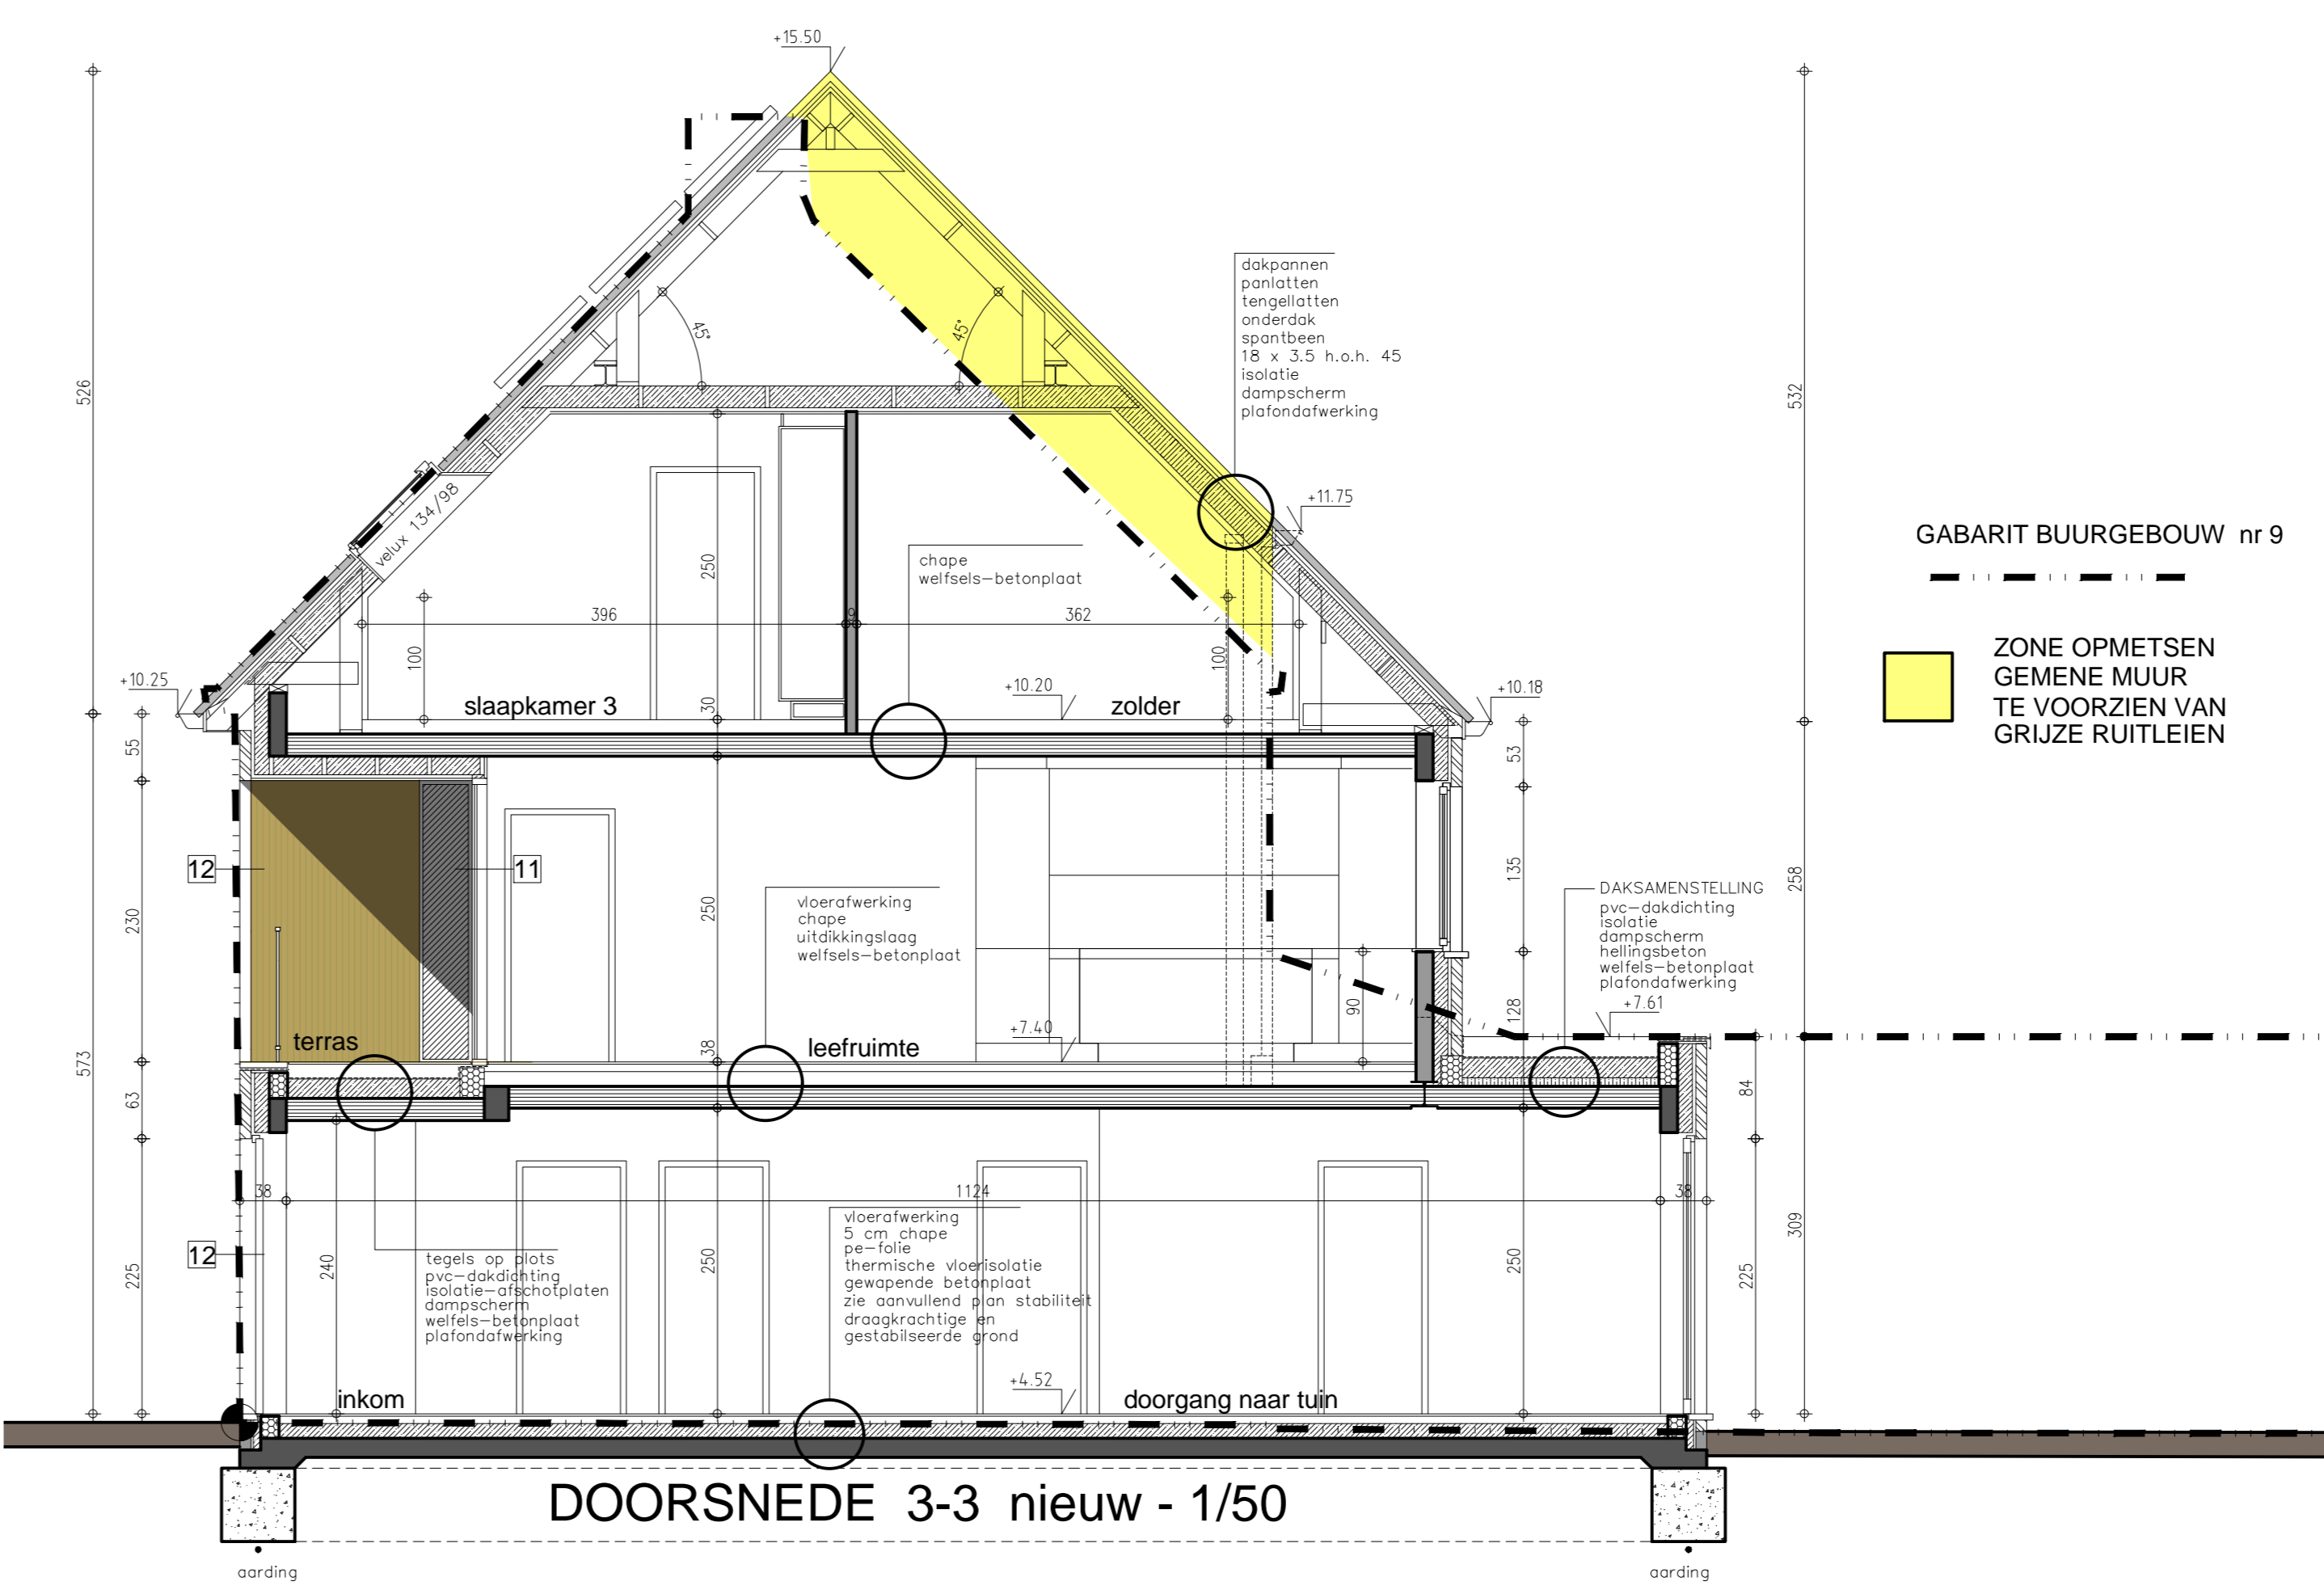 +15.50
526
532
45°
45°
dakpannen
panlatten
tengellatten
onderdak
spantbeen
18 x 3.5 h.o.h. 45
isolatie
dampscherm
plafondafwerking
velux 134/98
+11.75
GABARIT BUURGEBOUW nr 9
ZONE OPMETSEN
GEMENE MUUR
TE VOORZIEN VAN
GRIJZE RUITLEIEN
250
chape
welfsels-betonplaat
396
9
362
100
100
+10.25
slaapkamer 3
30
+10.20
zolder
+10.18
55
53
12
11
230
250
135
258
vloerafwerking
chape
uitdikkingslaag
welfsels-betonplaat
DAKSAMENSTELLING
pvc-dakdichting
isolatie
dampscherm
hellingsbeton
welfels-betonplaat
plafondafwerking
+7.61
90
128
terras
38
+7.40
leefruimte
573
63
84
38
1124
38
12
225
240
tegels op plots
pvc-dakdichting
isolatie-afschotplaten
dampscherm
welfels-betonplaat
plafondafwerking
250
vloerafwerking
5 cm chape
pe-folie
thermische vloerisolatie
gewapende betonplaat
zie aanvullend plan stabiliteit
draagkrachtige en
gestabilseerde grond
250
225
309
inkom
+4.52
doorgang naar tuin
DOORSNEDE 3-3 nieuw - 1/50
aarding
aarding